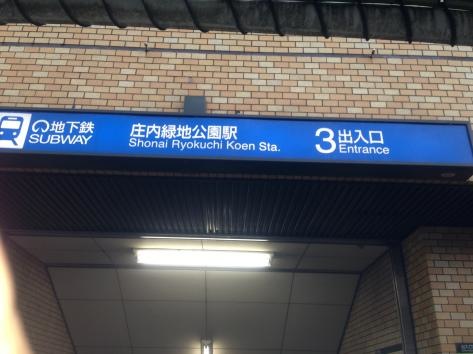 地下鉄
SUBWAY
庄内緑地公園駅
Shonai Ryokuchi Koen Sta.
3 出入口
Entrance